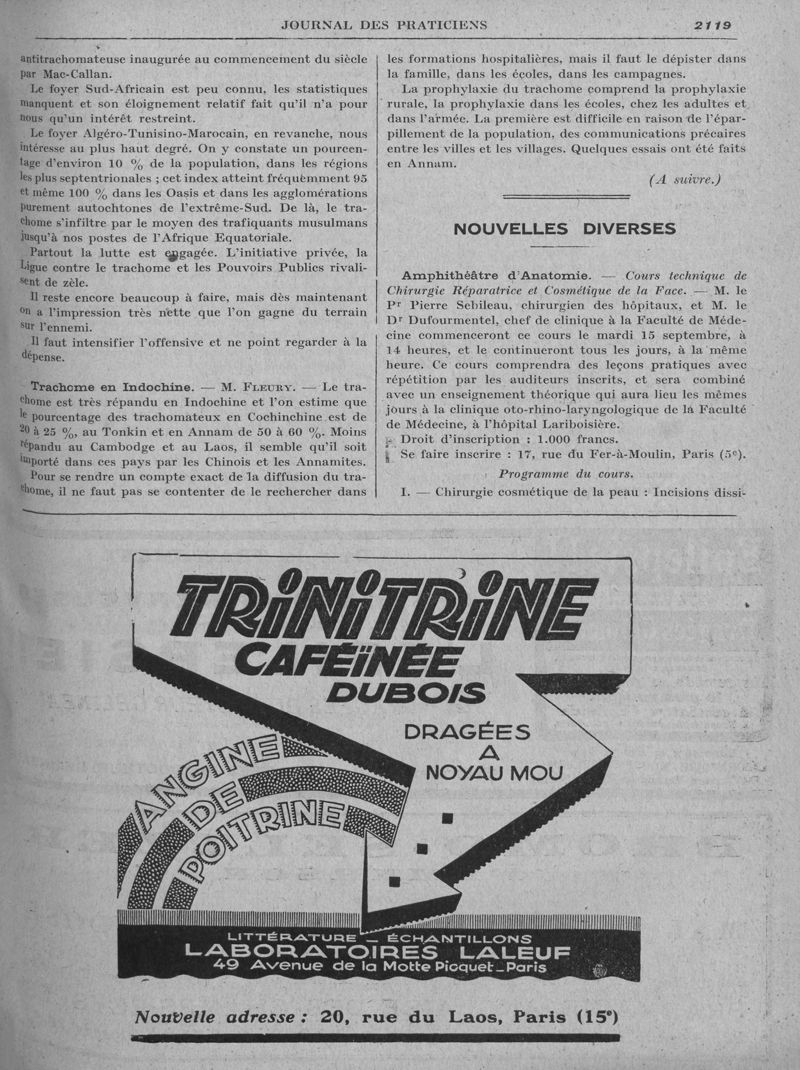 JOURNAL DES PRATICIENS 2119
antitrachomateuse inaugurée au commencement du siècle
par Mac-Callan.
Le foyer Sud-Africain est peu connu, les statistiques
manquent et son éloignement relatif fait qu'il n'a pour
nous qu'un intérêt restreint.
Le foyer Algéro-Tunisino-Marocain, en revanche, nous
intéresse au plus haut degré. On y constate un pourcen-
tage d'environ 10 % de la population, dans les régions
les plus septentrionales ; cet index atteint fréquemment 95
et même 100 % dans les Oasis et dans les agglomérations
purement autochtones de l'extrême-Sud. De là, le tra-
chome s'infiltre par le moyen des trafiquants musulmans
jusqu'à nos postes de l'Afrique Equatoriale.
Partout la lutte est engagée. L'initiative privée, la
Ligue contre le trachome et les Pouvoirs Publics rivali-
sent de zèle.
Il reste encore beaucoup à faire, mais dès maintenant
on a l'impression très nette que l'on gagne du terrain
sur l'ennemi.
Il faut intensifier l'offensive et ne point regarder à la
dépense.
Trachome en Indochine. — M. FLEURY. — Le tra-
chome est très répandu en Indochine et l'on estime que
le pourcentage des trachomateux en Cochinchine est de
20 à 25 %, au Tonkin et en Annam de 50 à 60 %. Moins
répandu au Cambodge et au Laos, il semble qu'il soit
importé dans ces pays par les Chinois et les Annamites.
Pour se rendre un compte exact de la diffusion du tra-
chome, il ne faut pas se contenter de le rechercher dans
les formations hospitalières, mais il faut le dépister dans
la famille, dans les écoles, dans les campagnes.
La prophylaxie du trachome comprend la prophylaxie
rurale, la prophylaxie dans les écoles, chez les adultes et
dans l'armée. La première est difficile en raison de l'épar-
pillement de la population, des communications précaires
entre les villes et les villages. Quelques essais ont été faits
en Annam.
(A suivre.)
NOUVELLES DIVERSES
Amphithéâtre d'Anatomie. — Cours technique de
Chirurgie Réparatrice et Cosmétique de la Face. — M. le
Pr Pierre Sebileau, chirurgien des hôpitaux, et M. le
Dr Dufourmentel, chef de clinique à la Faculté de Méde-
cine commenceront ce cours le mardi 15 septembre, à
14 heures, et le continueront tous les jours, à la même
heure. Ce cours comprendra des leçons pratiques avec
répétition par les auditeurs inscrits, et sera combiné
avec un enseignement théorique qui aura lieu les mêmes
jours à la clinique oto-rhino-laryngologique de la Faculté
de Médecine, à l'hôpital Lariboisière.
Droit d'inscription : 1.000 francs.
Se faire inscrire : 17, rue du Fer-à-Moulin, Paris (5e).
Programme du cours.
I. — Chirurgie cosmétique de la peau : Incisions dissi-
TRINITRINE
CAFÉINÉE
DUBOIS
DRAGÉES
A
NOYAU MOU
ANGINE
DE
POITRINE
LITTÉRATURE _ ÉCHANTILLONS
LABORATOIRES LALEUF
49 Avenue de la Motte Picquet_Paris
Nouvelle adresse : 20, rue du Laos, Paris (15e)